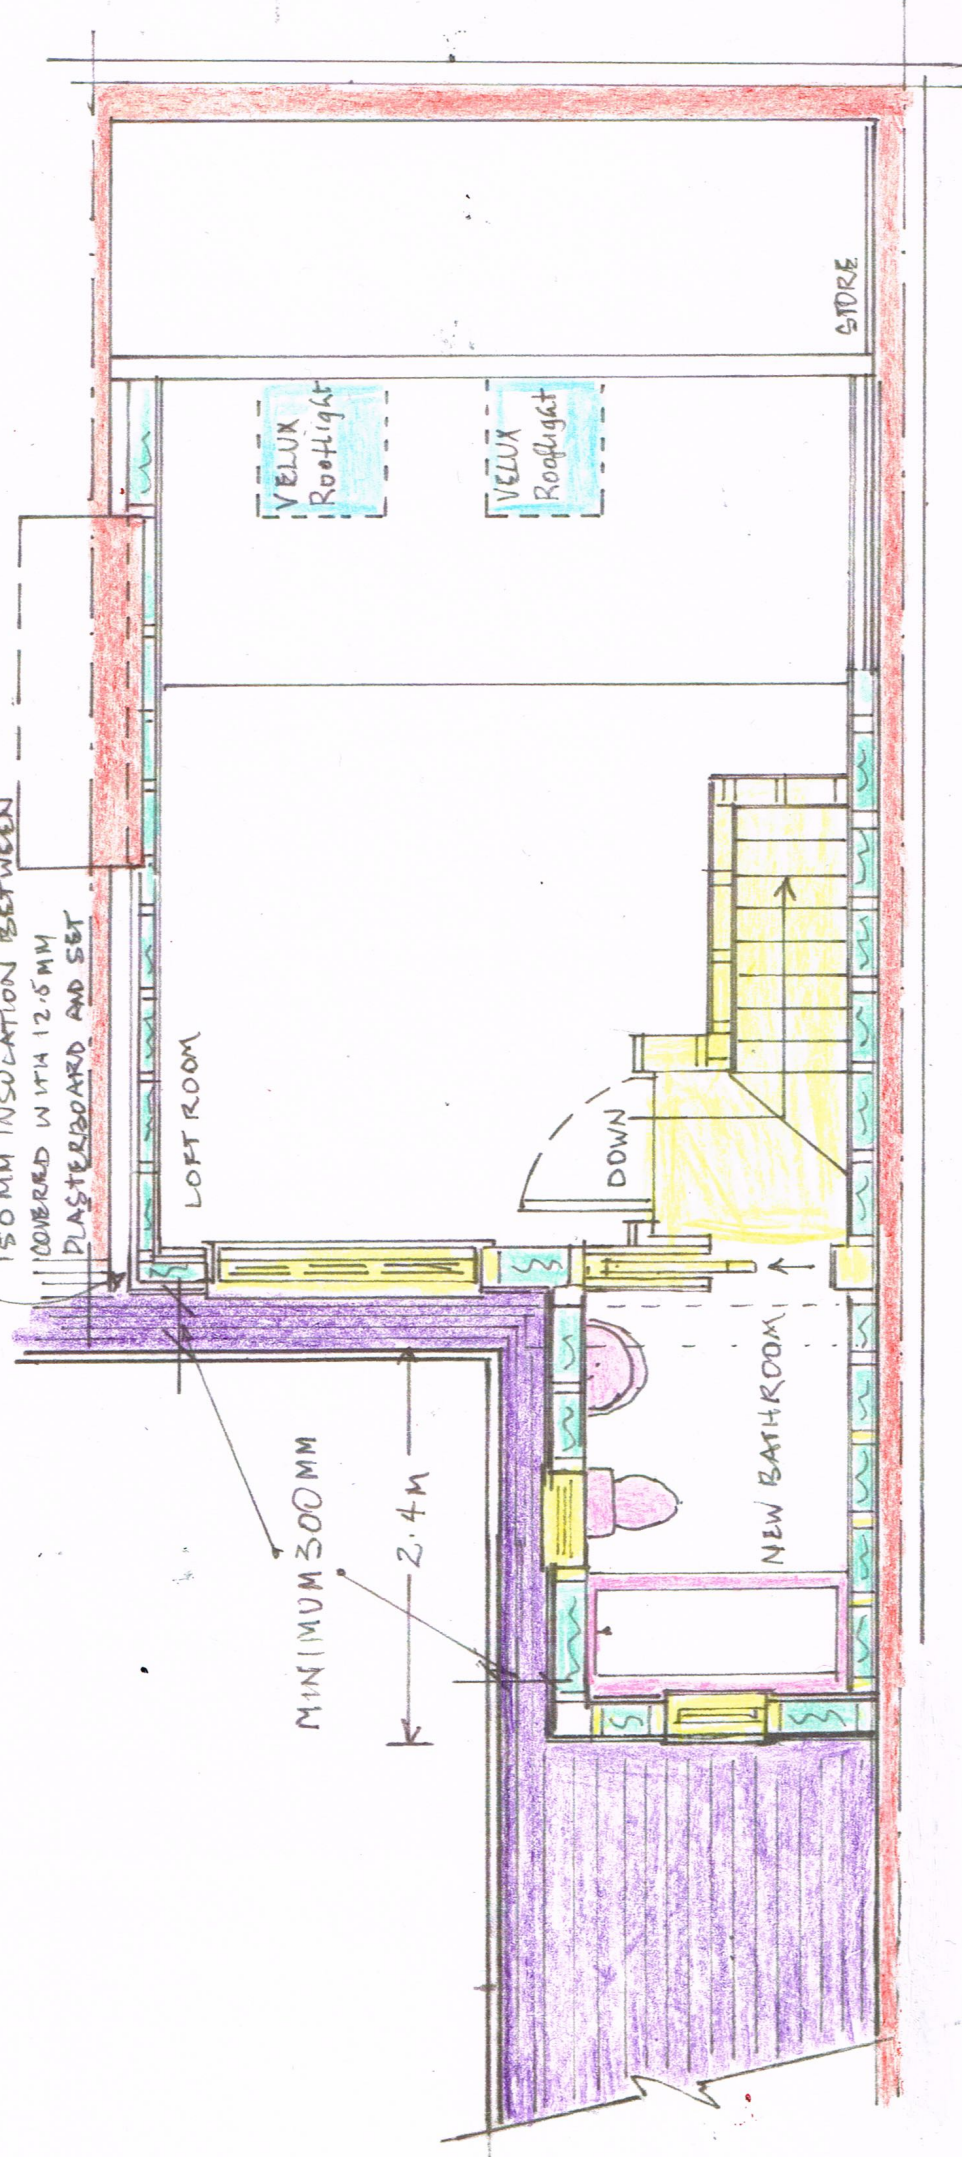 150MM INSULATION BETWEEN
COVERED WITH 12.5MM
PLASTERBOARD AND SET
STORE
VELUX
Rooflight
VELUX
Rooflight
LOFT ROOM
DOWN
MINIMUM 300MM
2.4M
NEW BATHROOM